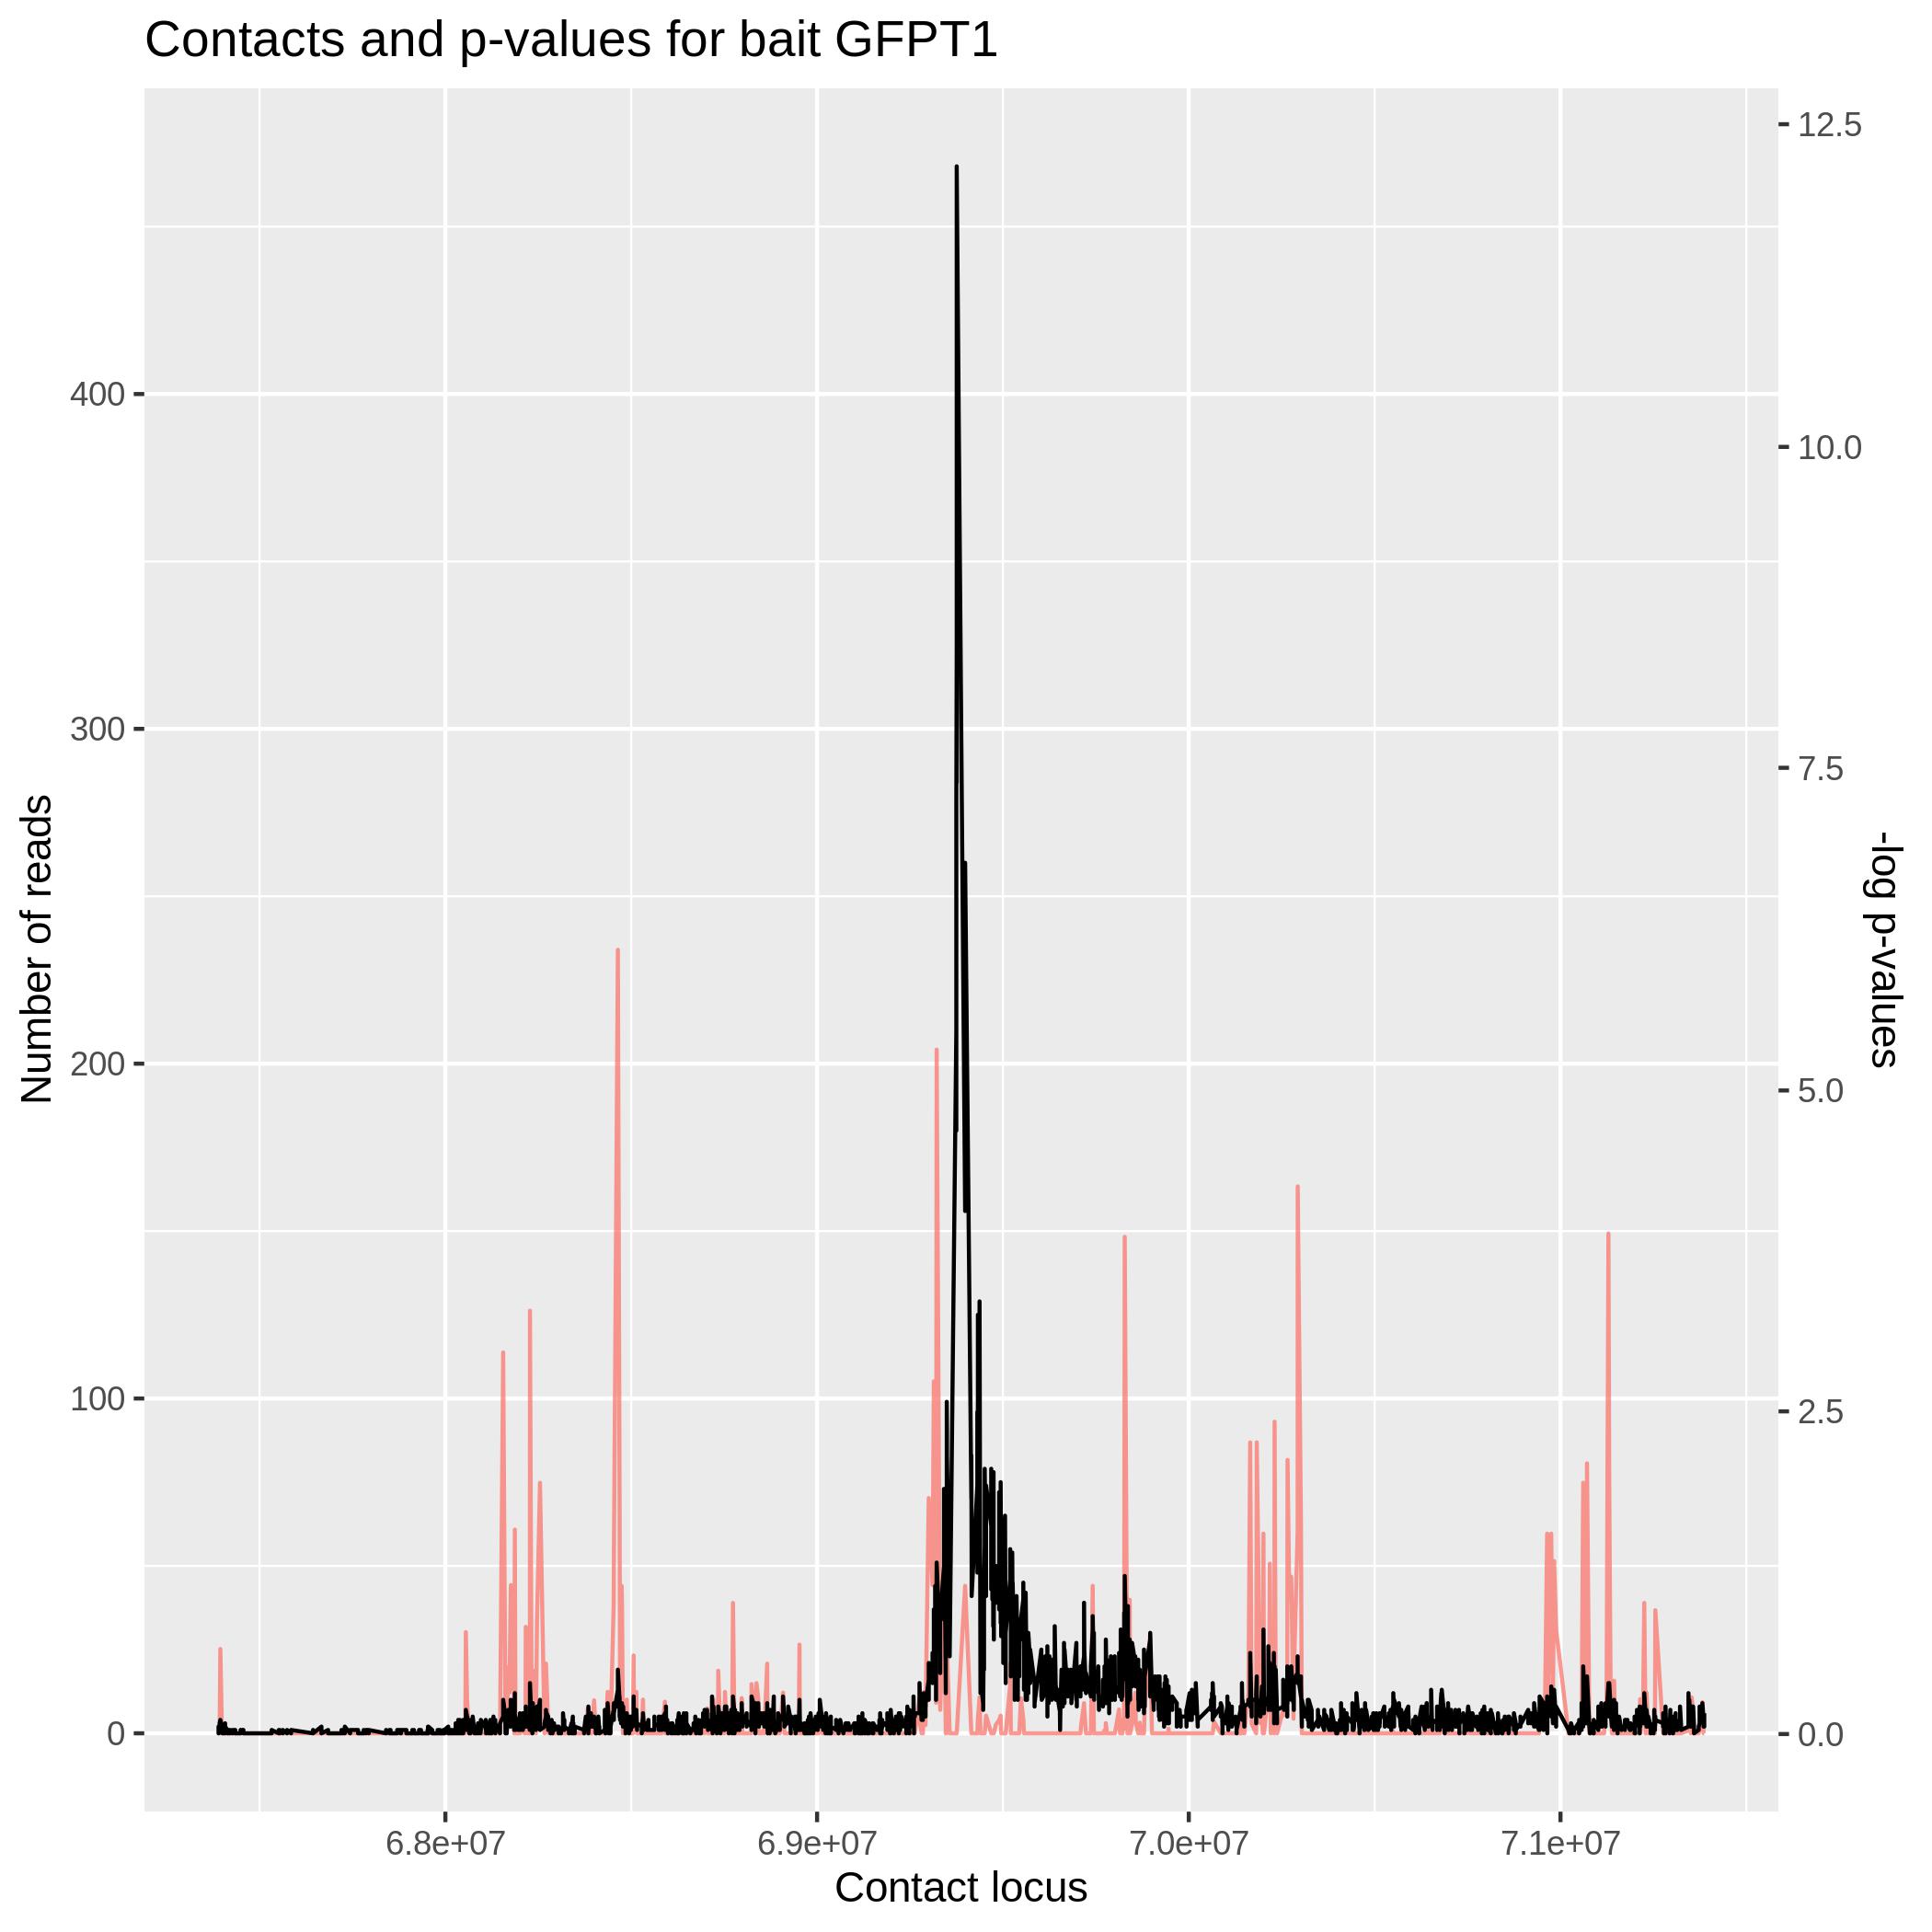 Contacts and p-values for bait GFPT1
Number of reads
400
300
200
100
0
12.5
10.0
7.5
5.0
2.5
0.0
-log p-values
6.8e+07
6.9e+07
7.0e+07
7.1e+07
Contact locus